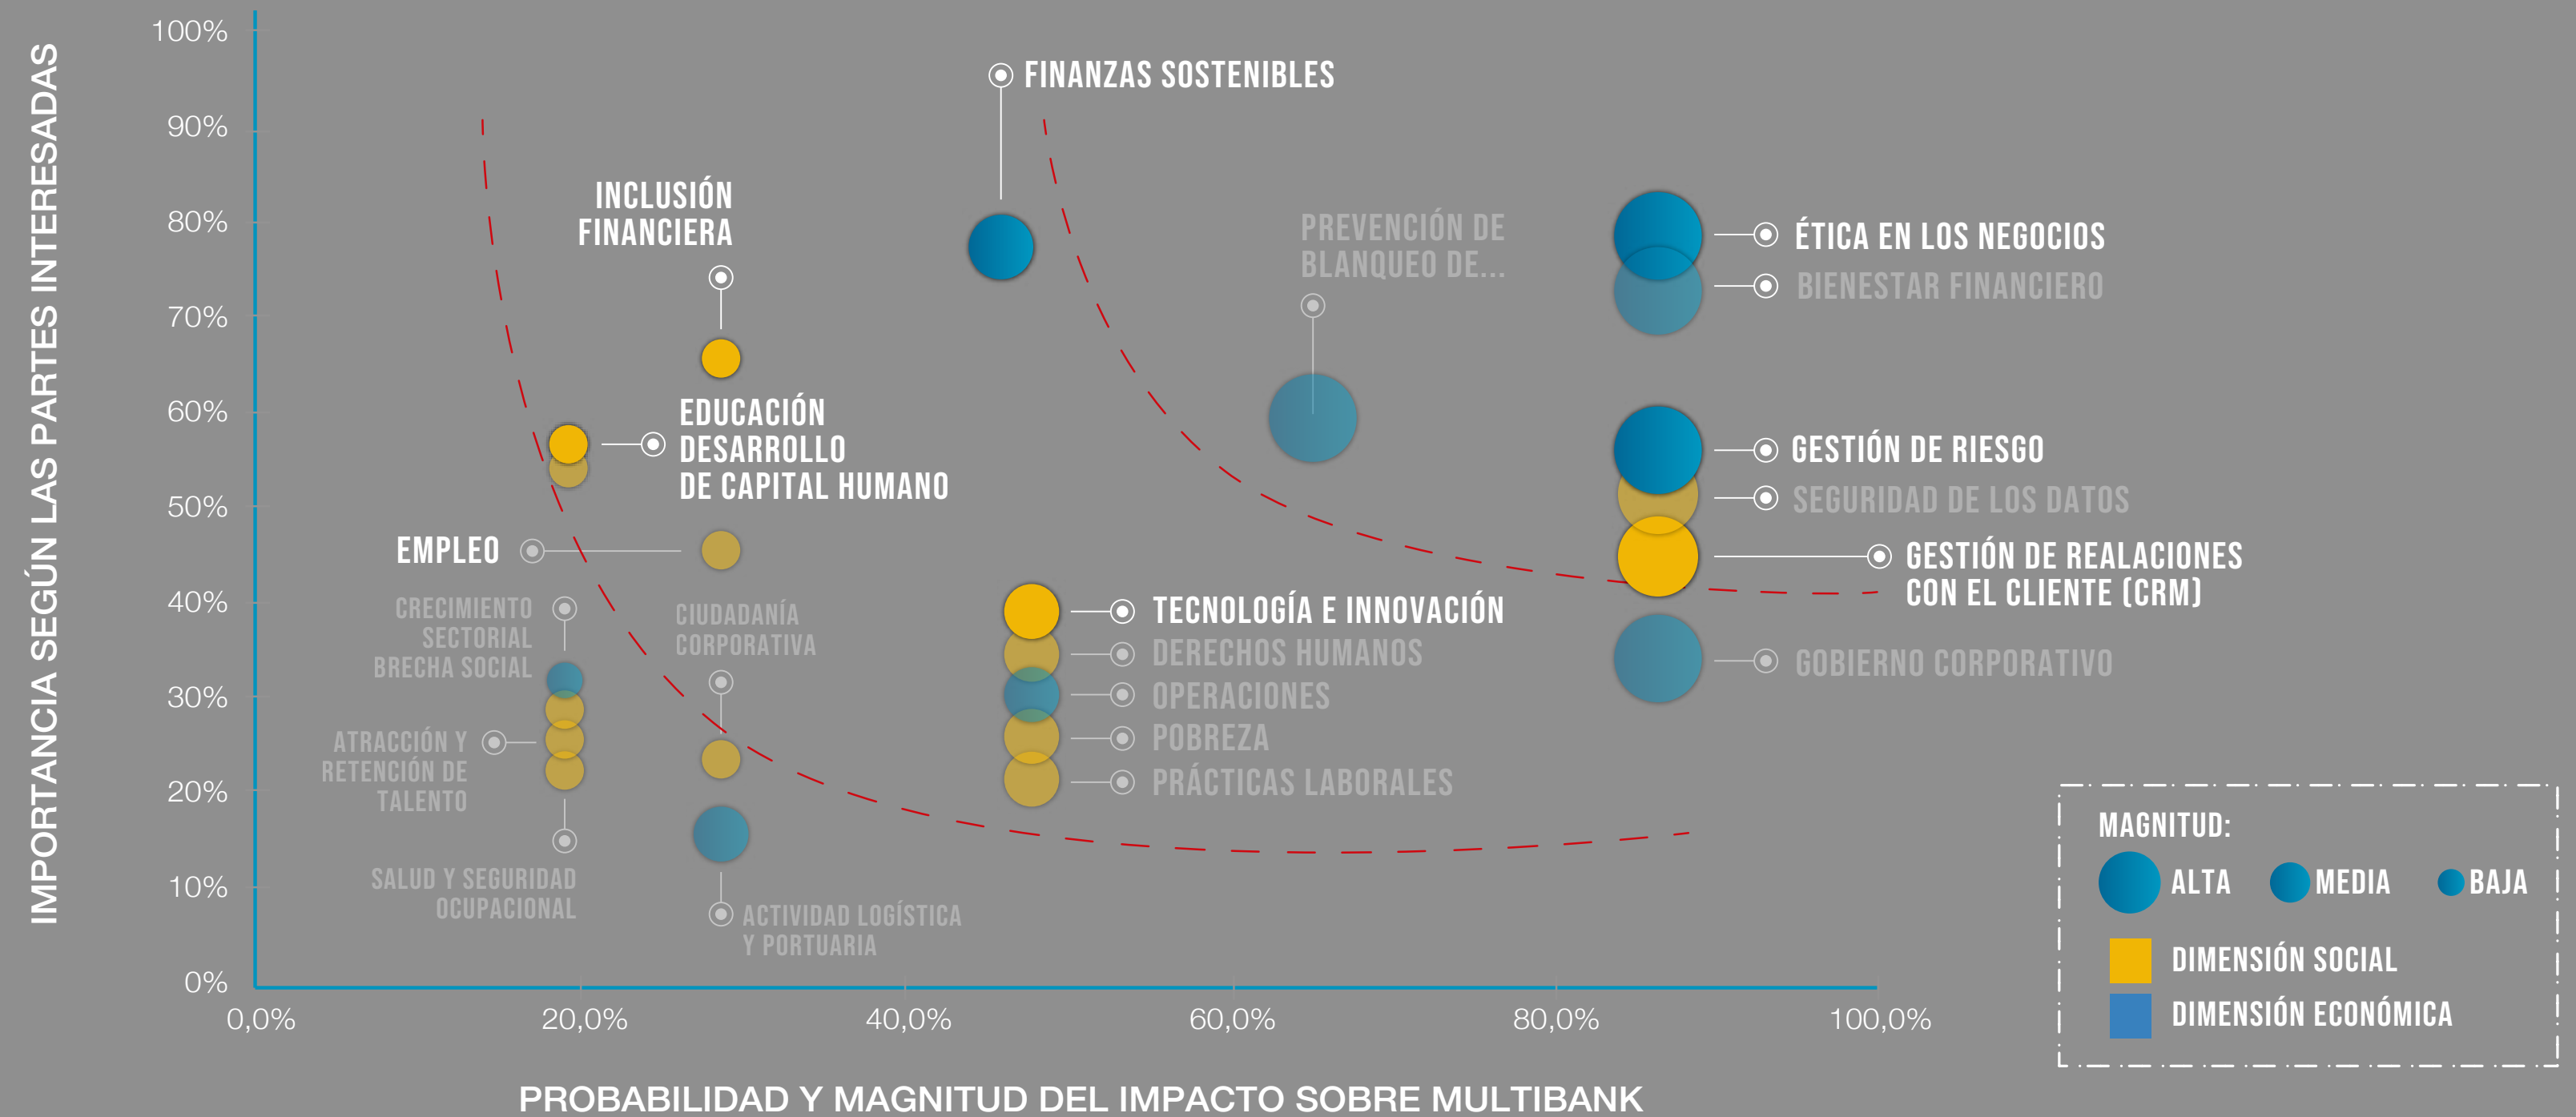 IMPORTANCIA SEGÚN LAS PARTES INTERESADAS
100%
90%
80%
70%
60%
50%
40%
30%
20%
10%
0%
0,0%
20,0%
40,0%
60,0%
80,0%
100,0%
PROBABILIDAD Y MAGNITUD DEL IMPACTO SOBRE MULTIBANK
FINANZAS SOSTENIBLES
INCLUSIÓN
FINANCIERA
PREVENCIÓN DE
BLANQUEO DE...
ÉTICA EN LOS NEGOCIOS
BIENESTAR FINANCIERO
EDUCACIÓN
DESARROLLO
DE CAPITAL HUMANO
GESTIÓN DE RIESGO
SEGURIDAD DE LOS DATOS
EMPLEO
GESTIÓN DE REALACIONES
CON EL CLIENTE (CRM)
CRECIMIENTO
SECTORIAL
BRECHA SOCIAL
CIUDADANÍA
CORPORATIVA
TECNOLOGÍA E INNOVACIÓN
DERECHOS HUMANOS
OPERACIONES
POBREZA
PRÁCTICAS LABORALES
GOBIERNO CORPORATIVO
ATRACCIÓN Y
RETENCIÓN DE
TALENTO
SALUD Y SEGURIDAD
OCUPACIONAL
ACTIVIDAD LOGÍSTICA
Y PORTUARIA
MAGNITUD:
ALTA MEDIA BAJA
DIMENSIÓN SOCIAL
DIMENSIÓN ECONÓMICA